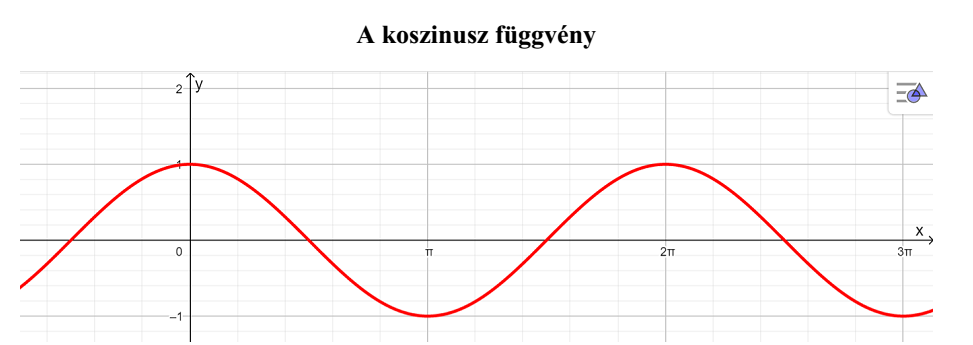 A koszinusz függvény
y
2
1
x
0
π
2π
3π
–1